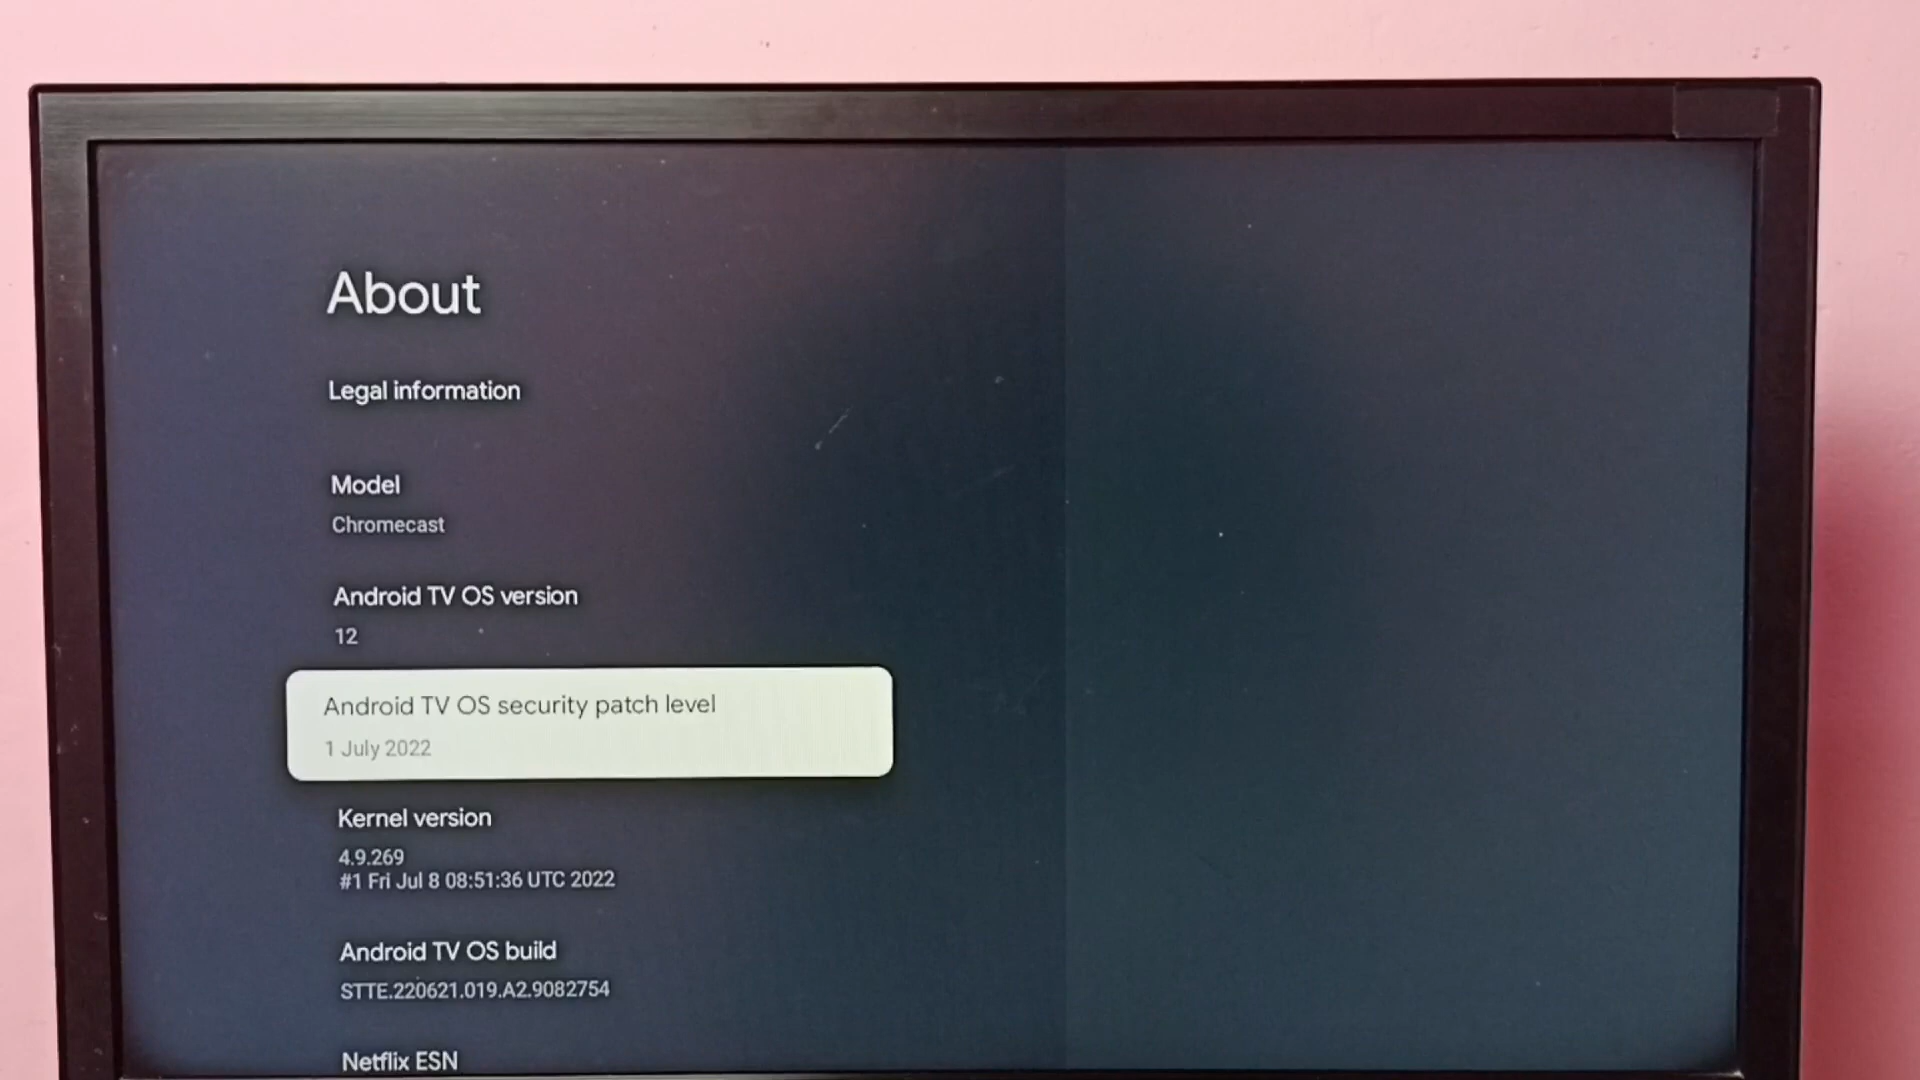 About
Legal information
Model
Chromecast
Android TV OS version
12
Android TV OS security patch level
1 July 2022
Kernel version
4.9.269
#1 Fri Jul 8 08:51:36 UTC 2022
Android TV OS build
STTE.220621.019.A2.9082754
Netflix ESN